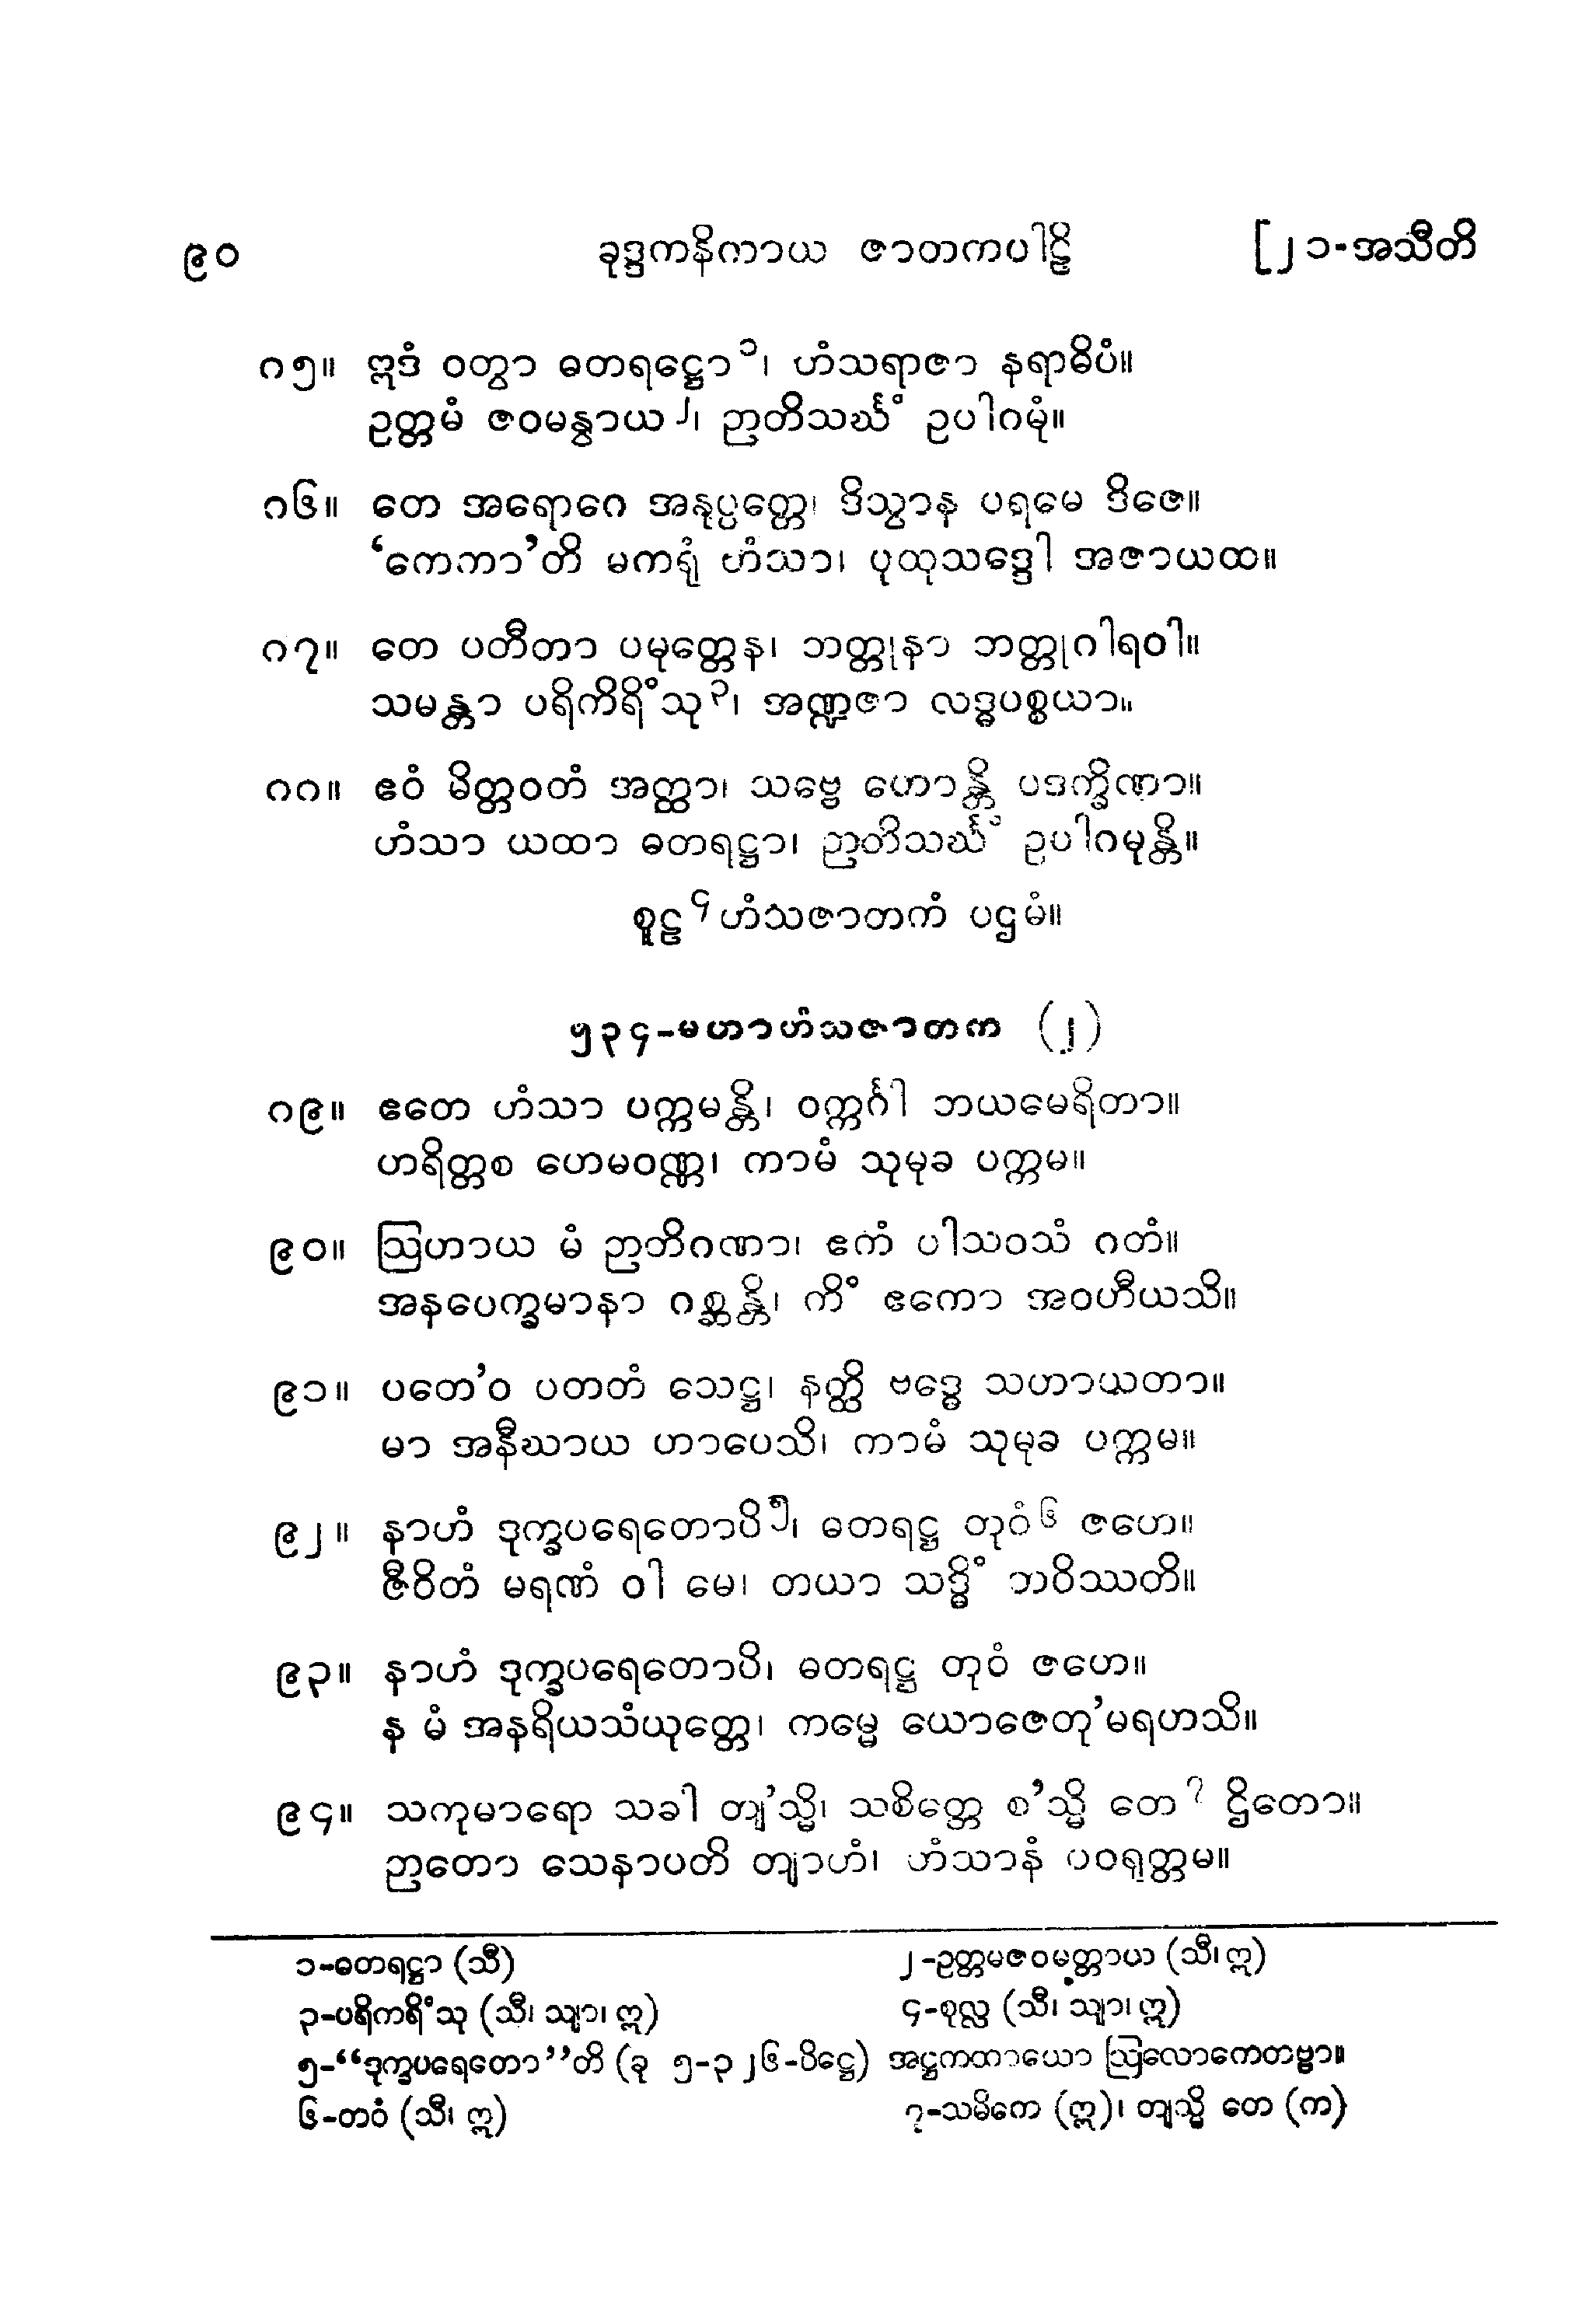 ၉၀ ခုဒ္ဒကနိကာယ ဇာတကပါဠိ [၂၁-အသီတိ
၈၅။ ဣဒံ ဝတွာ ဓတရဋ္ဌော၁၊ ဟံသရာဇာ နရာဓိပံ။
ဥတ္တမံ ဇဝမန္വာယ၂၊ ဉာတိသင်္ဃံ ဥပါဂမုံ။
၈၆။ တေ အရောဂေ အနုပ္ပတ္တေ၊ ဒိသွာန ပရမေ ဒိဇေ။
‘ကေကာ’တိ မကရုံ ဟံသာ၊ ပုထုသဒ္ဒေါ အဇာယထ။
၈၇။ တေ ပတီတာ ပမုတ္တေန၊ ဘတ္တုနာ ဘတ္တုဂါရဝါ။
သမန္တာ ပရိကိရိံသု၃၊ အဏ္ဍဇာ လဒ္ဓပစ္စယာ။
၈၈။ ဧဝံ မိတ္တဝတံ အတ္ထာ၊ သဗ္ဗေ ဟောန္တိ ပဒက္ခိဏာ။
ဟံသာ ယထာ ဓတရဋ္ဌာ၊ ဉာတိသင်္ဃံ ဥပါဂမုန္တိ။
စူဠ၄ဟံသဇာတကံ ပဌမံ။
၅၃၄-မဟာဟံသဇာတက (၂)
၈၉။ ဧတေ ဟံသာ ပက္ကမန္တိ၊ ဝက္ကင်္ဂါ ဘယမေရိတာ။
ဟရိတ္တစ ဟေမဝဏ္ဏ၊ ကာမံ သုမုခ ပက္ကမ။
၉၀။ ဩဟာယ မံ ဉာတိဂဏာ၊ ဧကံ ပါသဝသံ ဂတံ။
အနပေက္ခမာနာ ဂစ္ဆန္တိ၊ ကိံ ဧကော အဝဟီယသိ။
၉၁။ ပတေ’ဝ ပတတံ သေဋ္ဌ၊ နတ္ထိ ဗဒ္ဓေ သဟာယတာ။
မာ အနီဃာယ ဟာပေသိ၊ ကာမံ သုမုခ ပက္ကမ။
၉၂။ နာဟံ ဒုက္ခပရေတောပိ၅၊ ဓတရဋ္ဌ တုဝံ၆ ဇဟေ။
ဇီဝိတံ မရဏံ ဝါ မေ၊ တယာ သဒ္ဓိံ ဘဝိဿတိ။
၉၃။ နာဟံ ဒုက္ခပရေတောပိ၊ ဓတရဋ္ဌ တုဝံ ဇဟေ။
န မံ အနရိယသံယုတ္တေ၊ ကမ္မေ ယောဇေတု’မရဟသိ။
၉၄။ သကုမာရော သခါ တျ’သ္မိ၊ သစိတ္တေ စ’သ္မိ တေ၇ ဌိတော။
ဉာတော သေနာပတိ တျာဟံ၊ ဟံသာနံ ပဝရုတ္တမ။
၁-ဓတရဋ္ဌာ (သီ) ၂-ဥတ္တမဇဝမတ္တာယ (သီ၊ ဣ)
၃-ပရိကရိံသု (သီ၊ သျာ၊ ဣ) ၄-စုလ္လ (သီ၊ သျာ၊ ဣ)
၅-“ဒုက္ခပရေတော”တိ (ခု ၅-၃၂၆-ပိဋ္ဌေ) အဋ္ဌကထာယော ဩလောကေတဗ္ဗာ။
၆-တဝံ (သီ၊ ဣ) ၇-သမိကေ (ဣ)၊ တျသ္မိ တေ (က)